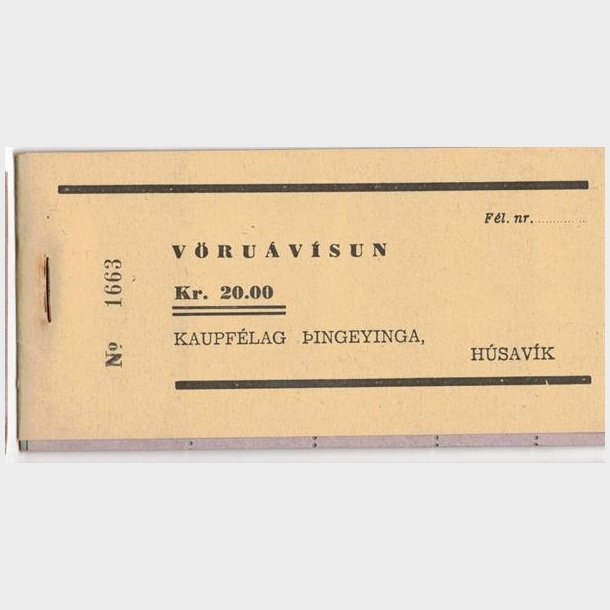 Fél. nr. ..........
VÖRUÁVÍSUN
Kr. 20.00
KAUPFÉLAG ÞINGEYINGA,
HÚSAVÍK
Nº 1663